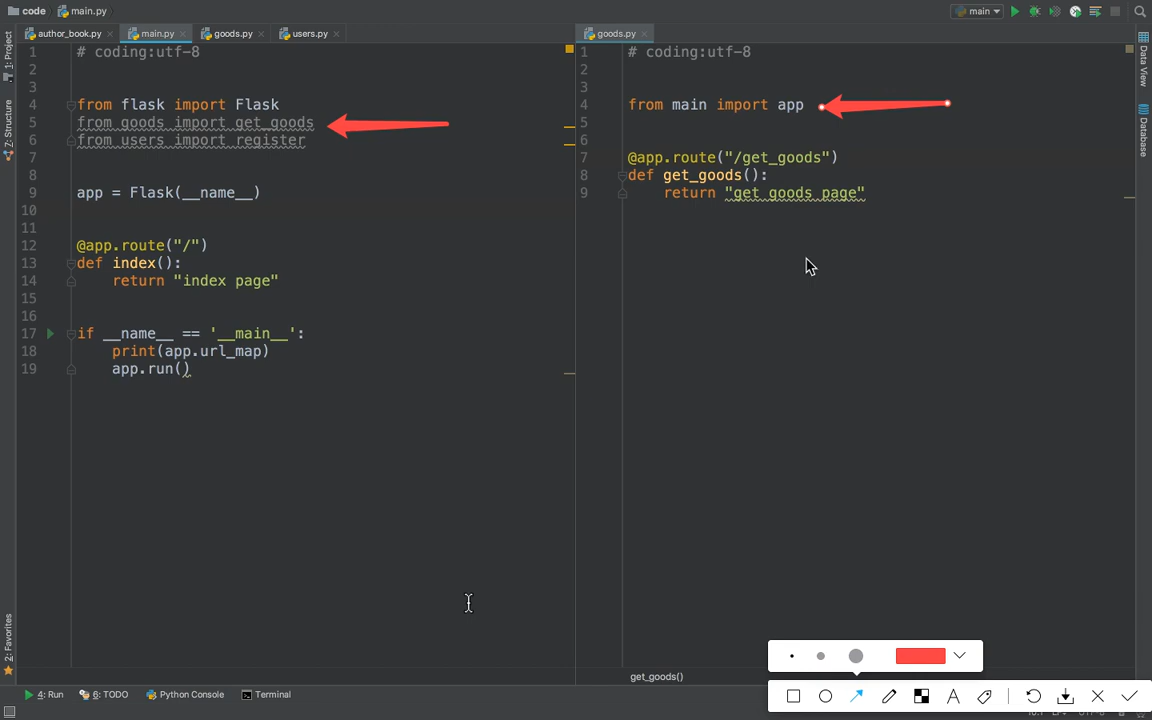 code main.py
main
author_book.py main.py goods.py users.py
goods.py
1: Project
Z: Structure
2: Favorites
1 # coding:utf-8
2
3
4 from flask import Flask
5 from goods import get_goods
6 from users import register
7
8
9 app = Flask(__name__)
10
11
12 @app.route("/")
13 def index():
14 return "index page"
15
16
17 if __name__ == '__main__':
18 print(app.url_map)
19 app.run()
1 # coding:utf-8
2
3
4 from main import app
5
6
7 @app.route("/get_goods")
8 def get_goods():
9 return "get goods page"
Data View
Database
get_goods()
4: Run 6: TODO Python Console Terminal